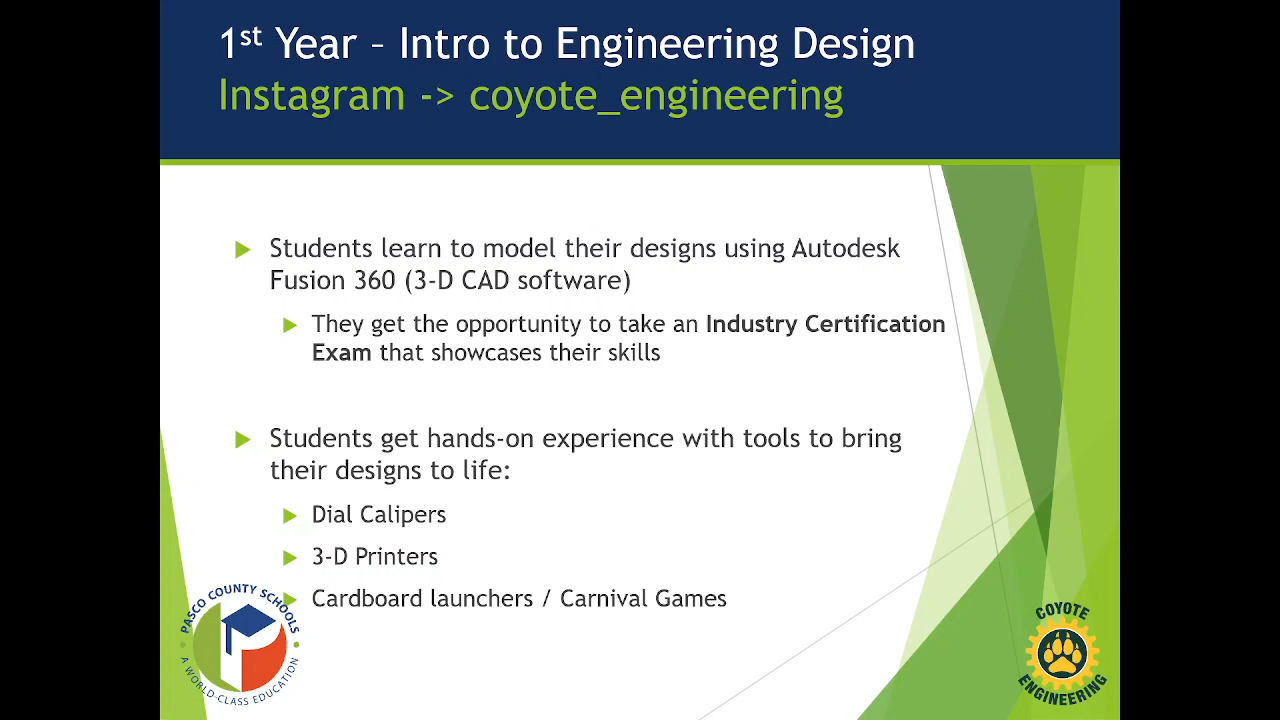 1st Year – Intro to Engineering Design
Instagram -> coyote_engineering
Students learn to model their designs using Autodesk
Fusion 360 (3-D CAD software)
They get the opportunity to take an Industry Certification
Exam that showcases their skills
Students get hands-on experience with tools to bring
their designs to life:
Dial Calipers
3-D Printers
Cardboard launchers / Carnival Games
PASCO COUNTY SCHOOLS
A WORLD-CLASS EDUCATION
COYOTE
ENGINEERING